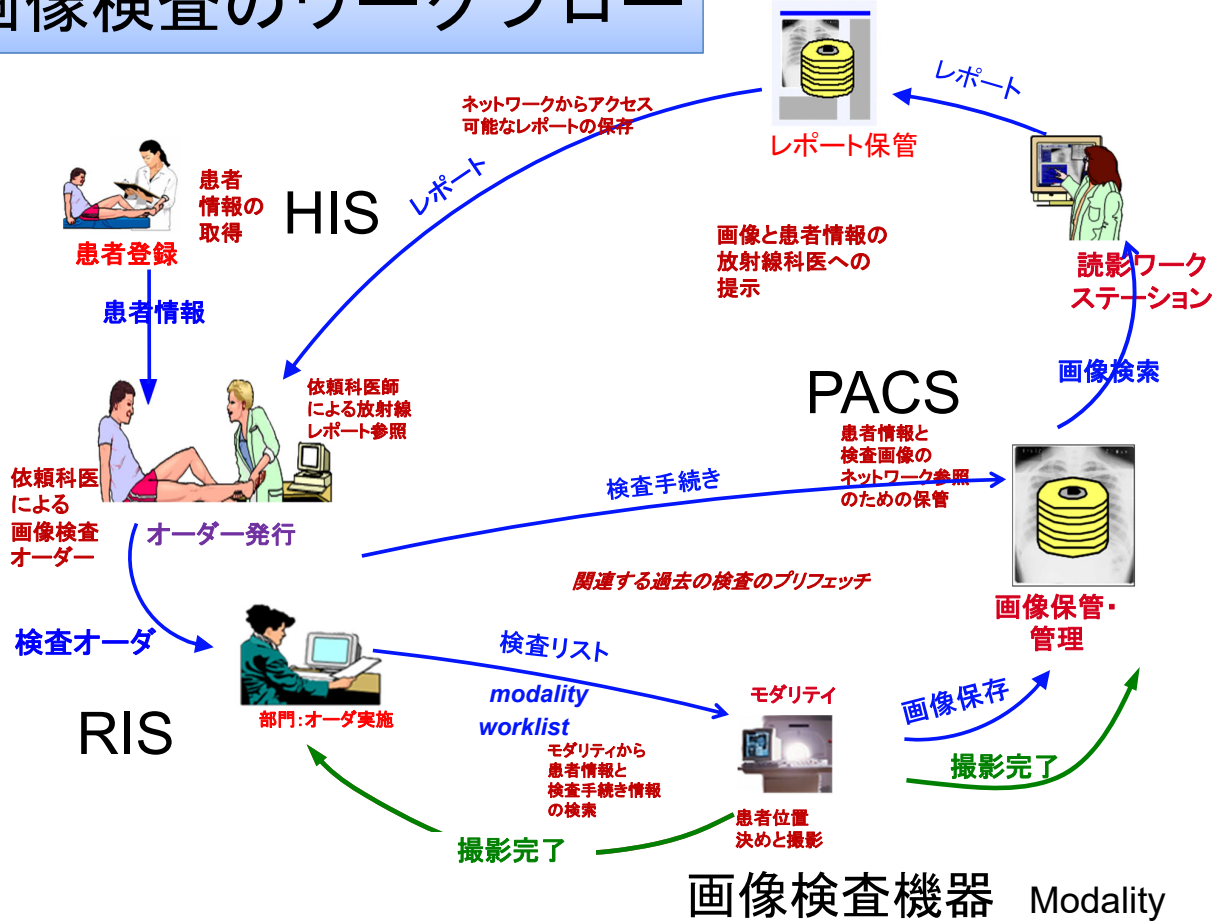 画像検査のワークフロー
レポート
ネットワークからアクセス
可能なレポートの保存
レポート保管
患者
情報の
取得
HIS
レポート
患者登録
画像と患者情報の
放射線科医への
提示
読影ワーク
ステーション
患者情報
画像検索
依頼科医師
による放射線
レポート参照
PACS
患者情報と
検査画像の
ネットワーク参照
のための保管
検査手続き
依頼科医
による
画像検査
オーダー
オーダー発行
関連する過去の検査のプリフェッチ
画像保管・
管理
検査オーダ
検査リスト
modality
worklist
モダリテイ
画像保存
部門:オーダ実施
RIS
モダリティから
患者情報と
検査手続き情報
の検索
撮影完了
患者位置
決めと撮影
撮影完了
画像検査機器 Modality